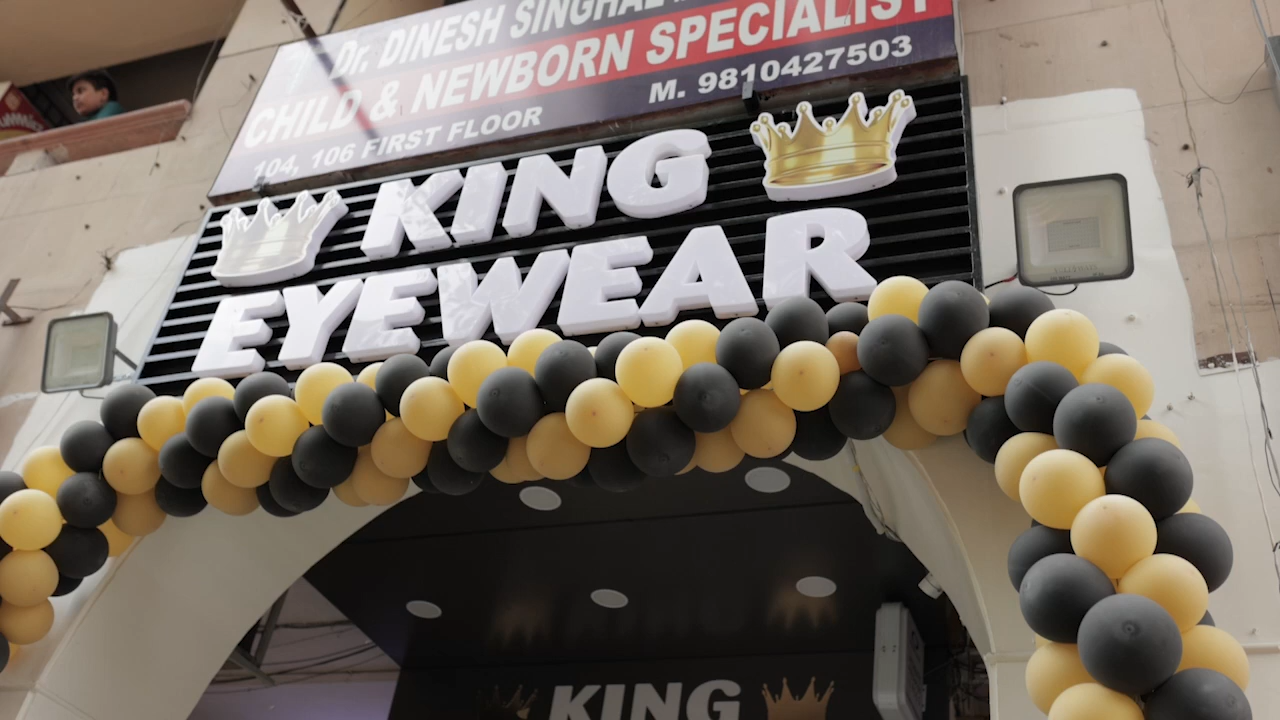 Dr. DINESH SINGHAL
CHILD & NEWBORN SPECIALIST
M. 9810427503
104, 106 FIRST FLOOR
KING
EYEWEAR
KING